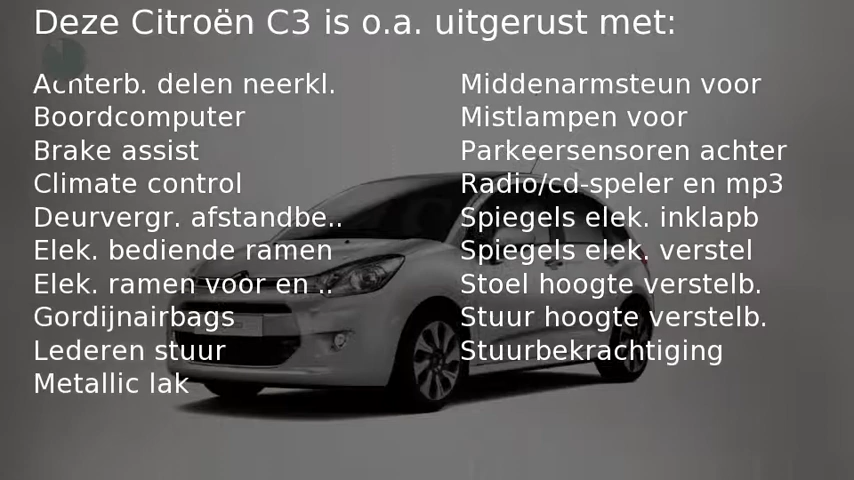 Deze Citroën C3 is o.a. uitgerust met:
Achterb. delen neerkl.
Boordcomputer
Brake assist
Climate control
Deurvergr. afstandbe..
Elek. bediende ramen
Elek. ramen voor en ..
Gordijnairbags
Lederen stuur
Metallic lak
Middenarmsteun voor
Mistlampen voor
Parkeersensoren achter
Radio/cd-speler en mp3
Spiegels elek. inklapb
Spiegels elek. verstel
Stoel hoogte verstelb.
Stuur hoogte verstelb.
Stuurbekrachtiging